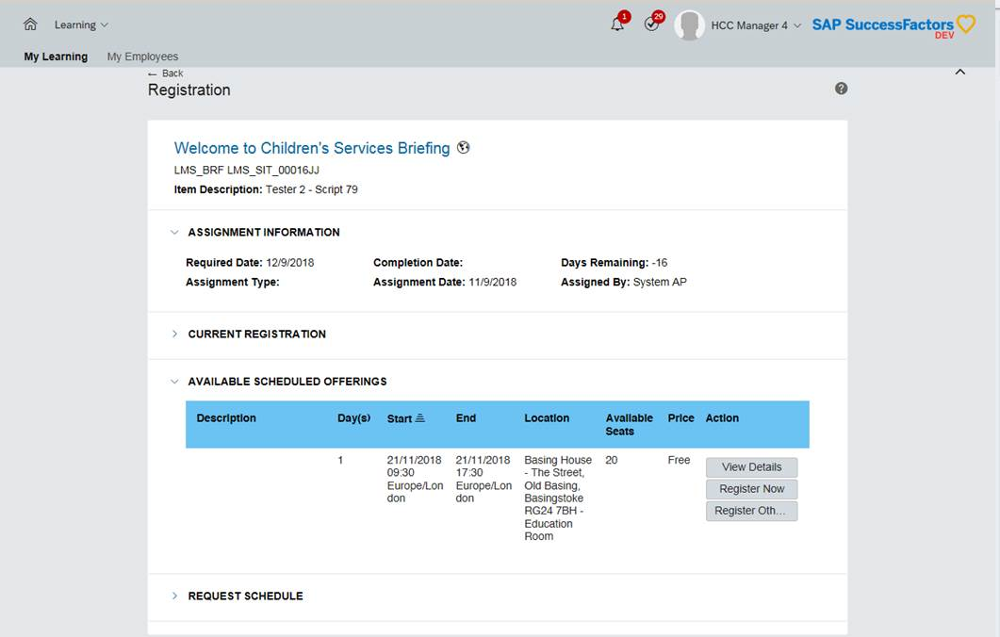 Learning
1
29
HCC Manager 4
SAP SuccessFactors
DEV
My Learning My Employees
← Back
Registration
?
Welcome to Children's Services Briefing
LMS_BRF LMS_SIT_00016JJ
Item Description: Tester 2 - Script 79
ASSIGNMENT INFORMATION
Required Date: 12/9/2018 Completion Date: Days Remaining: -16
Assignment Type: Assignment Date: 11/9/2018 Assigned By: System AP
CURRENT REGISTRATION
AVAILABLE SCHEDULED OFFERINGS
Description Day(s) Start End Location Available Seats Price Action
1
21/11/2018
09:30
Europe/Lon
don
21/11/2018
17:30
Europe/Lon
don
Basing House
- The Street,
Old Basing,
Basingstoke
RG24 7BH -
Education
Room
20
Free
View Details
Register Now
Register Oth...
REQUEST SCHEDULE